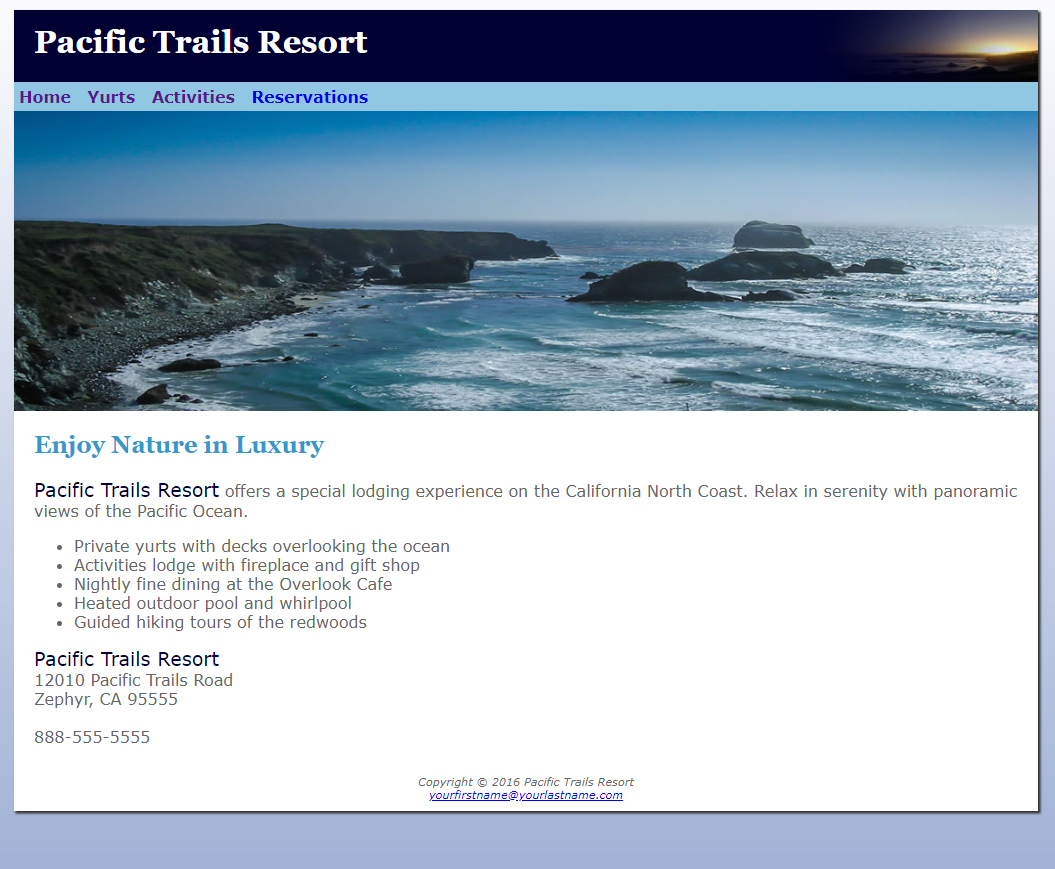 Pacific Trails Resort
Home Yurts Activities Reservations
Enjoy Nature in Luxury
Pacific Trails Resort offers a special lodging experience on the California North Coast. Relax in serenity with panoramic
views of the Pacific Ocean.
• Private yurts with decks overlooking the ocean
• Activities lodge with fireplace and gift shop
• Nightly fine dining at the Overlook Cafe
• Heated outdoor pool and whirlpool
• Guided hiking tours of the redwoods
Pacific Trails Resort
12010 Pacific Trails Road
Zephyr, CA 95555
888-555-5555
Copyright © 2016 Pacific Trails Resort
yourfirstname@yourlastname.com